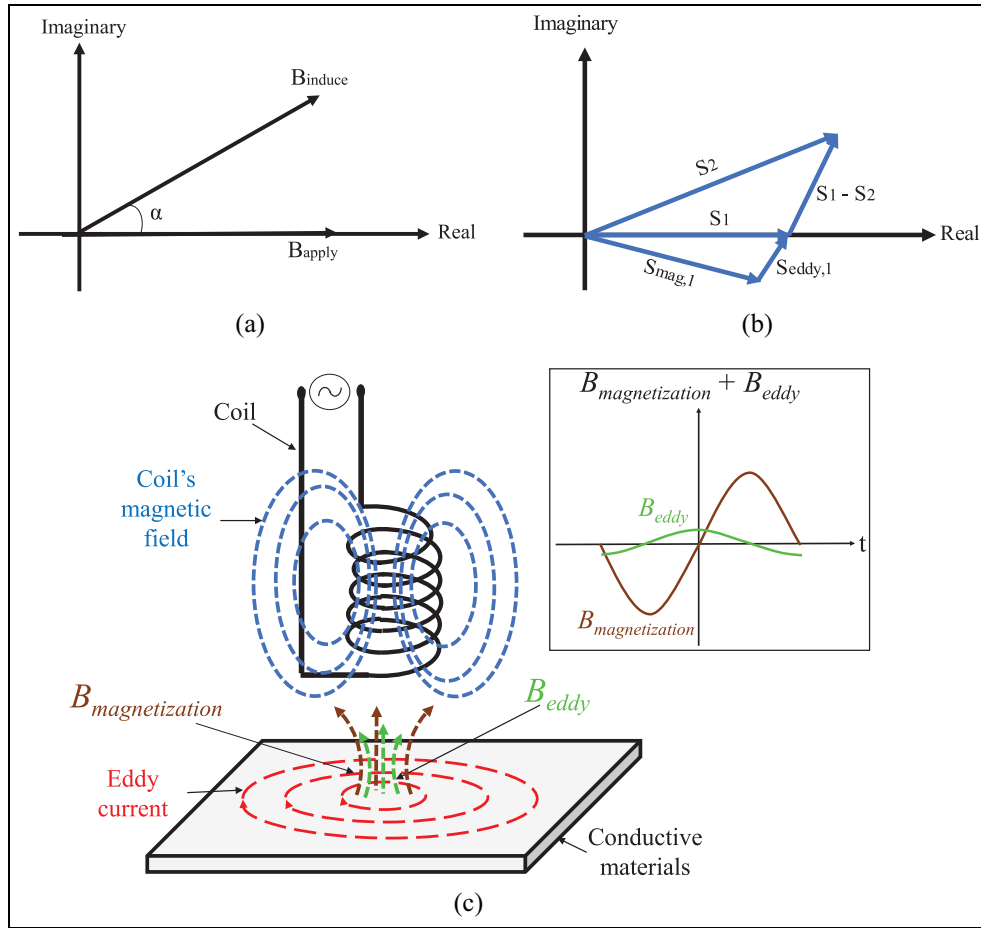 Imaginary
Binduce
α
Real
Bapply
(a)
Imaginary
S2
S1 - S2
S1
Real
Smag,1
Seddy,1
(b)
Coil
Coil's
magnetic
field
Bmagnetization + Beddy
Beddy
t
Bmagnetization
Bmagnetization
Beddy
Eddy
current
Conductive
materials
(c)